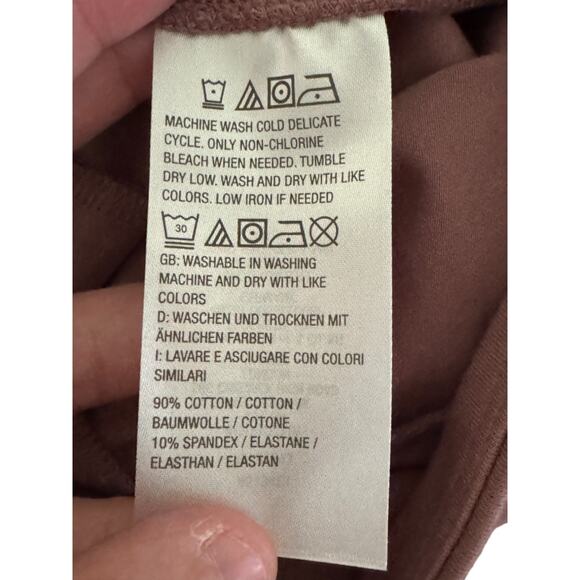 MACHINE WASH COLD DELICATE
CYCLE. ONLY NON-CHLORINE
BLEACH WHEN NEEDED. TUMBLE
DRY LOW. WASH AND DRY WITH LIKE
COLORS. LOW IRON IF NEEDED
30
GB: WASHABLE IN WASHING
MACHINE AND DRY WITH LIKE
COLORS
D: WASCHEN UND TROCKNEN MIT
ÄHNLICHEN FARBEN
I: LAVARE E ASCIUGARE CON COLORI
SIMILARI
90% COTTON / COTTON /
BAUMWOLLE / COTONE
10% SPANDEX / ELASTANE /
ELASTHAN / ELASTAN